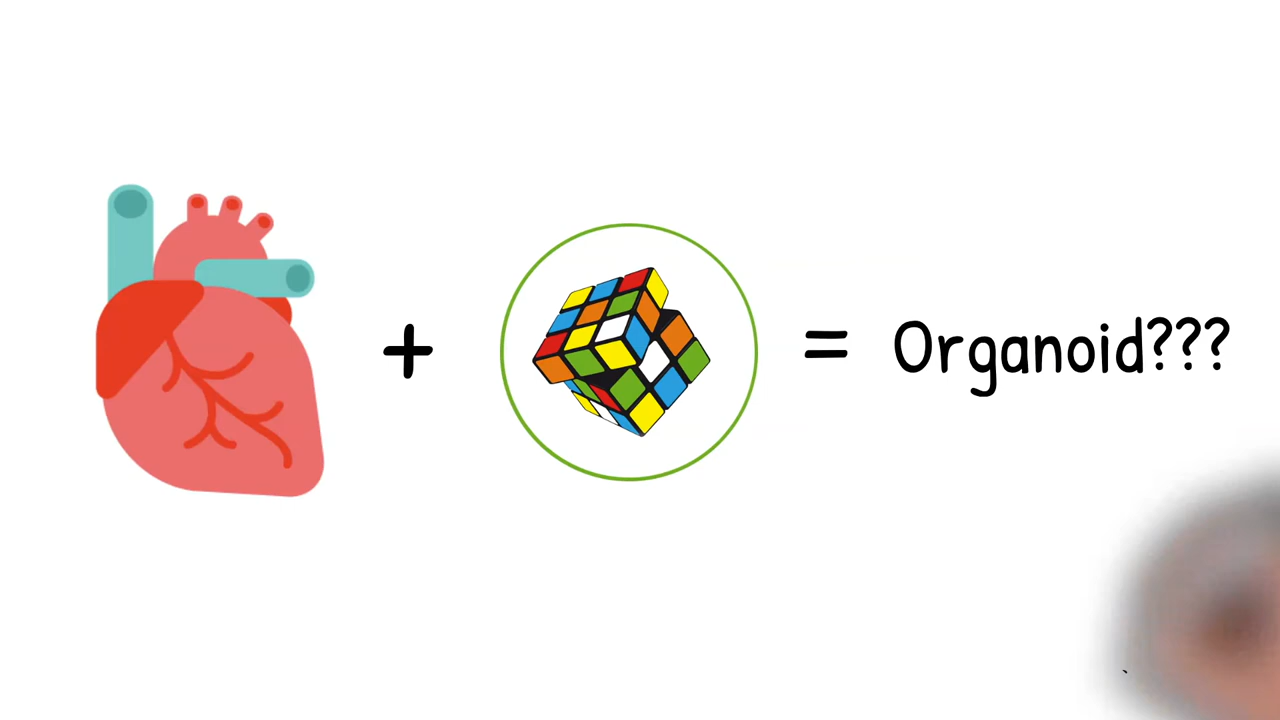 + = Organoid???